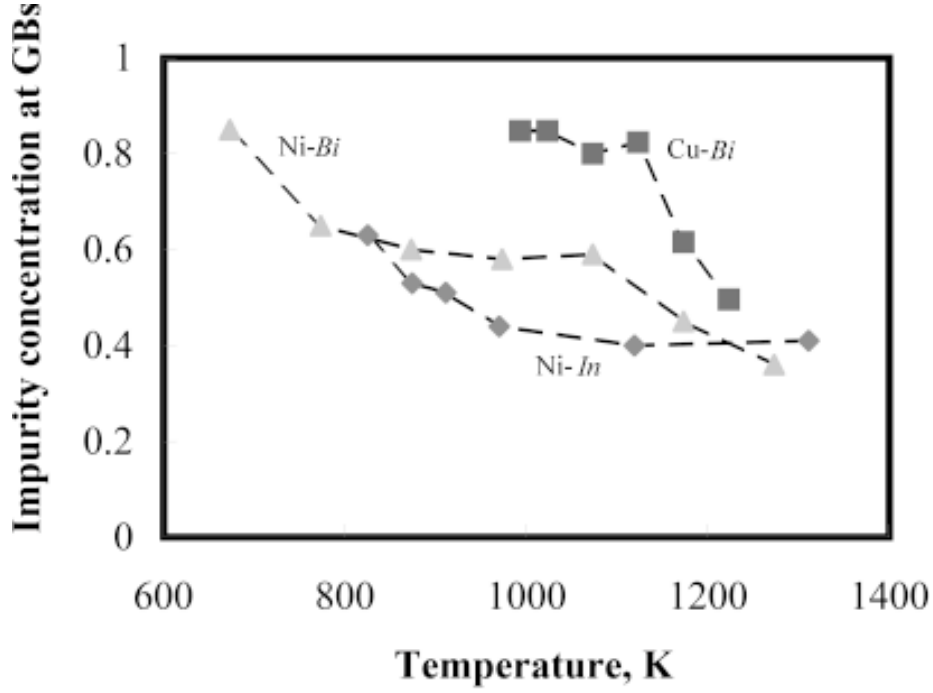 Impurity concentration at GBs
1
0.8
0.6
0.4
0.2
0
Ni-Bi
Cu-Bi
Ni-In
600 800 1000 1200 1400
Temperature, K